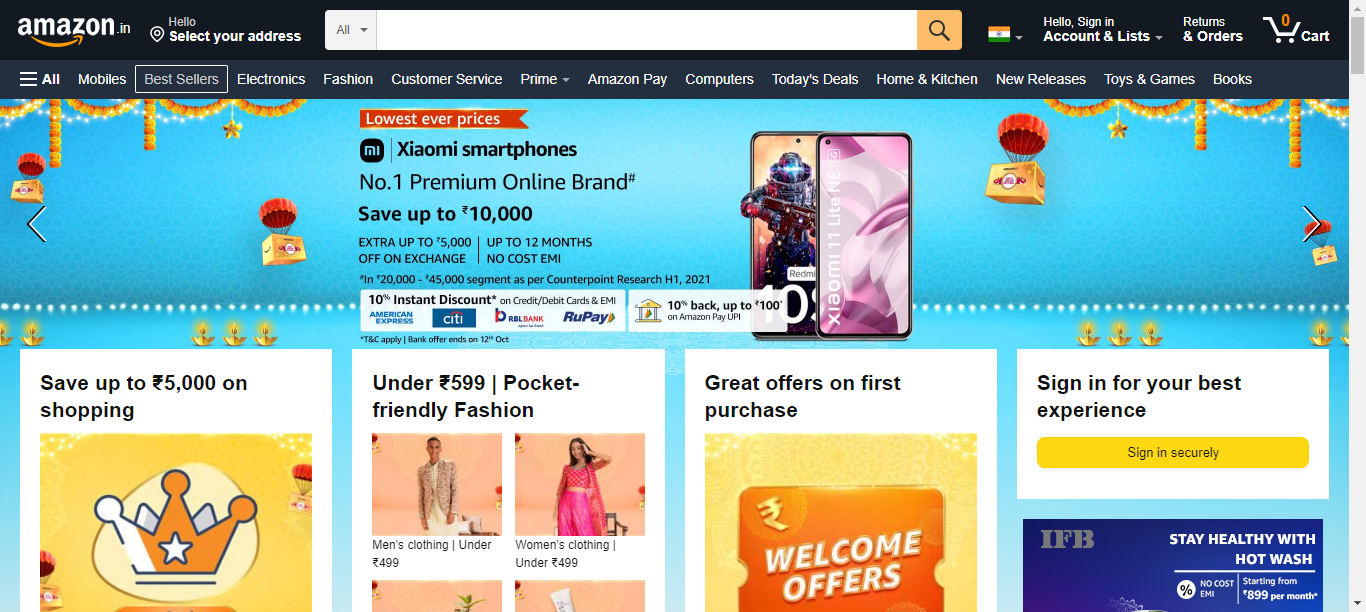 amazon.in
Hello
Select your address
All
Hello, Sign in
Account & Lists
Returns
& Orders
0
Cart
All
Mobiles
Best Sellers
Electronics
Fashion
Customer Service
Prime
Amazon Pay
Computers
Today's Deals
Home & Kitchen
New Releases
Toys & Games
Books
Lowest ever prices
mi
Xiaomi smartphones
No.1 Premium Online Brand#
Save up to ₹10,000
EXTRA UP TO ₹5,000
OFF ON EXCHANGE
UP TO 12 MONTHS
NO COST EMI
#In ₹20,000 - ₹45,000 segment as per Counterpoint Research H1, 2021
10% Instant Discount* on Credit/Debit Cards & EMI
AMERICAN
EXPRESS
citi
RBLBANK
apno ka bank
RuPay
10% back, up to ₹100*
on Amazon Pay UPI
*T&C apply | Bank offer ends on 12th Oct
Redmi
10
Xiaomi 11 Lite NE 5G
Save up to ₹5,000 on
shopping
Under ₹599 | Pocket-
friendly Fashion
Men's clothing | Under
₹499
Women's clothing |
Under ₹499
Great offers on first
purchase
₹
WELCOME
OFFERS
Sign in for your best
experience
Sign in securely
IFB
STAY HEALTHY WITH
HOT WASH
% NO COST
EMI
Starting from
₹899 per month*